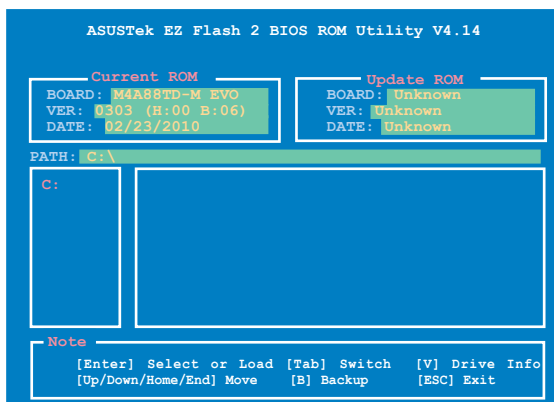 ASUSTek EZ Flash 2 BIOS ROM Utility V4.14
Current ROM
BOARD: M4A88TD-M EVO
VER: 0303 (H:00 B:06)
DATE: 02/23/2010
Update ROM
BOARD: Unknown
VER: Unknown
DATE: Unknown
PATH: C:\
C:
Note
[Enter] Select or Load [Tab] Switch [V] Drive Info
[Up/Down/Home/End] Move [B] Backup [ESC] Exit